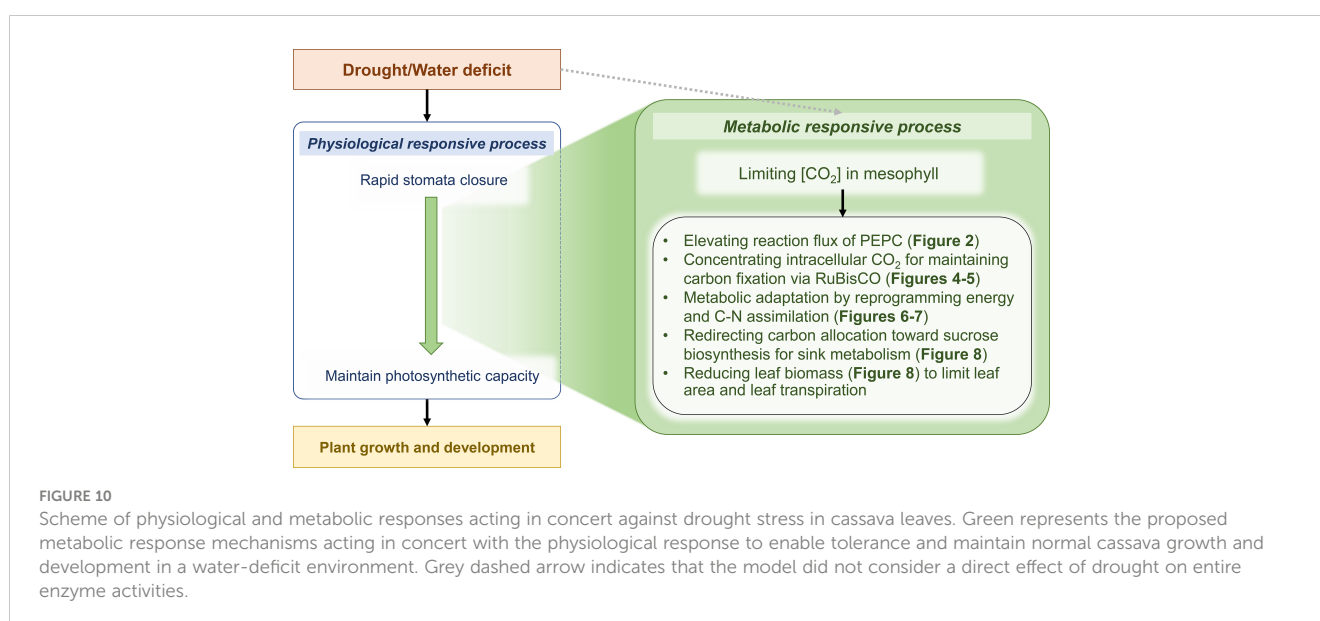 Drought/Water deficit
Physiological responsive process
Rapid stomata closure
Maintain photosynthetic capacity
Plant growth and development
Metabolic responsive process
Limiting [CO₂] in mesophyll
• Elevating reaction flux of PEPC (Figure 2)
• Concentrating intracellular CO₂ for maintaining
carbon fixation via RuBisCO (Figures 4-5)
• Metabolic adaptation by reprogramming energy
and C-N assimilation (Figures 6-7)
• Redirecting carbon allocation toward sucrose
biosynthesis for sink metabolism (Figure 8)
• Reducing leaf biomass (Figure 8) to limit leaf
area and leaf transpiration
FIGURE 10
Scheme of physiological and metabolic responses acting in concert against drought stress in cassava leaves. Green represents the proposed
metabolic response mechanisms acting in concert with the physiological response to enable tolerance and maintain normal cassava growth and
development in a water-deficit environment. Grey dashed arrow indicates that the model did not consider a direct effect of drought on entire
enzyme activities.